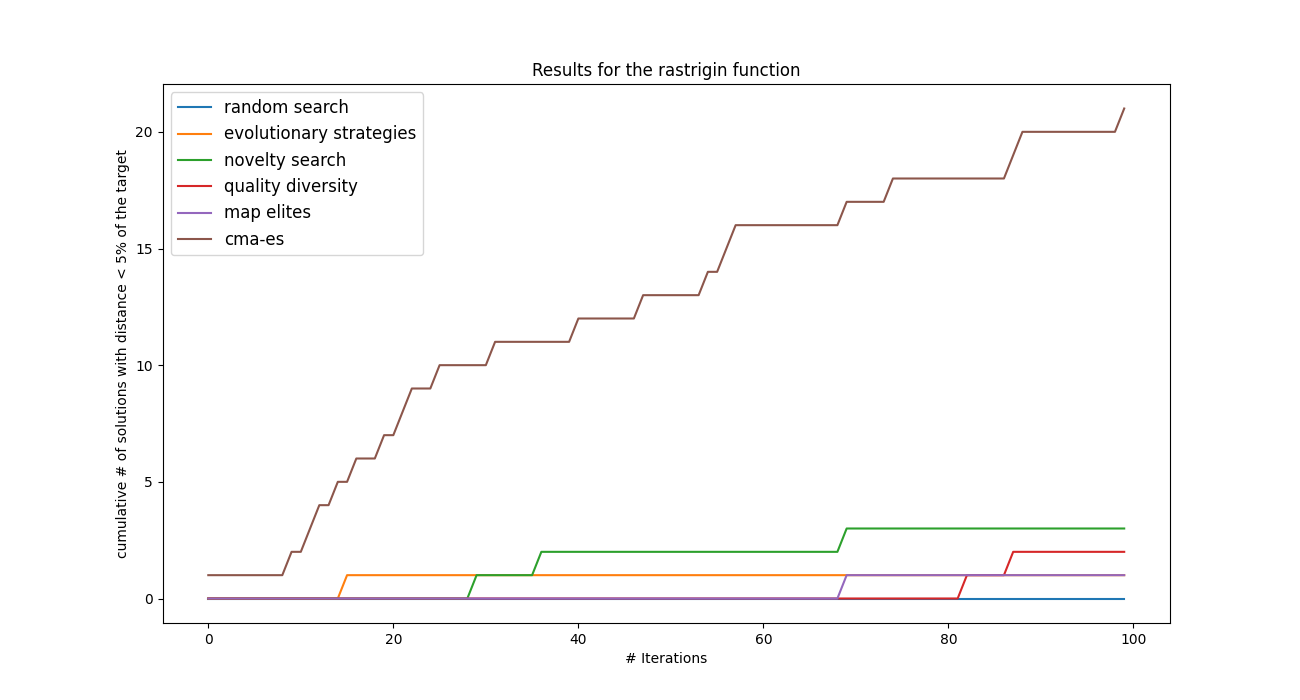 Results for the rastrigin function
random search
evolutionary strategies
novelty search
quality diversity
map elites
cma-es
cumulative # of solutions with distance < 5% of the target
20
15
10
5
0
0 20 40 60 80 100
# Iterations